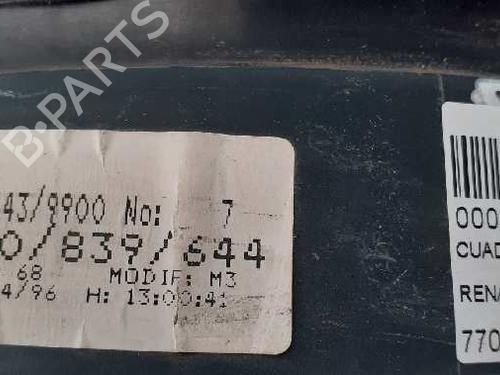 B-PARTS
43/9900 No: 7
0/839/644
68 MODIF: M3
4/96 H: 13:00:41
000
CUAD
RENA
770